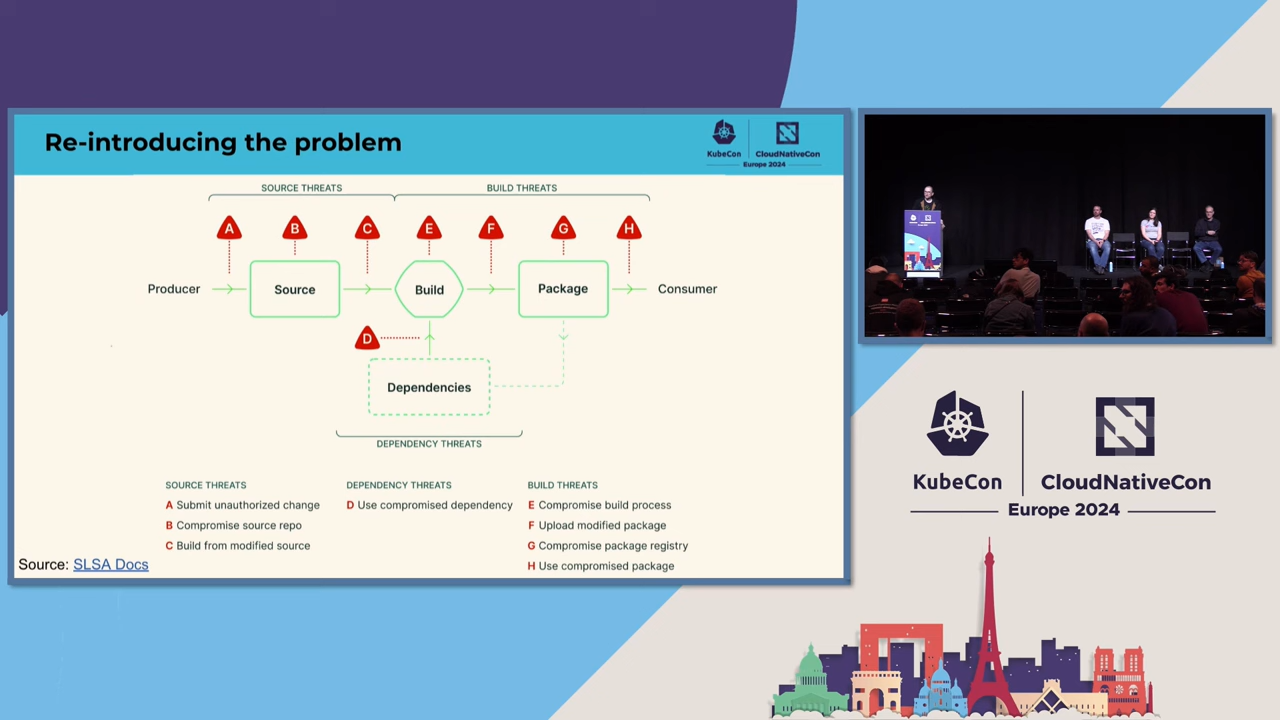 Re-introducing the problem
KubeCon
CloudNativeCon
Europe 2024
SOURCE THREATS
BUILD THREATS
A
B
C
E
F
G
H
Producer
Source
Build
Package
Consumer
D
Dependencies
DEPENDENCY THREATS
SOURCE THREATS
A Submit unauthorized change
B Compromise source repo
C Build from modified source
DEPENDENCY THREATS
D Use compromised dependency
BUILD THREATS
E Compromise build process
F Upload modified package
G Compromise package registry
H Use compromised package
Source: SLSA Docs
KubeCon
CloudNativeCon
Europe 2024